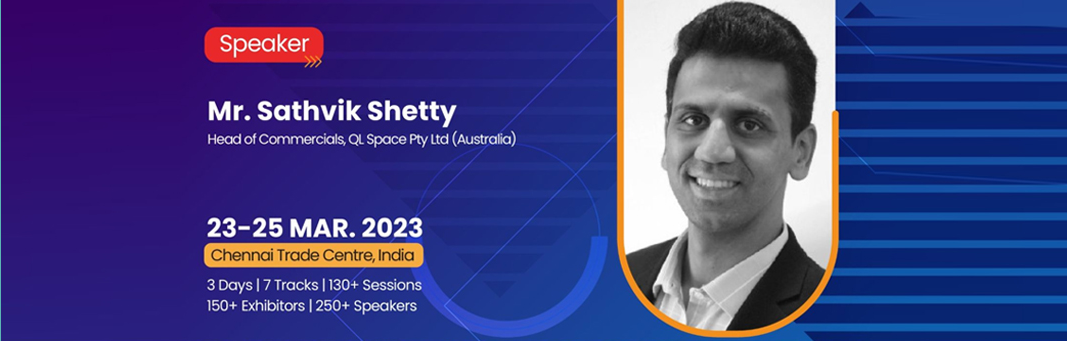 Speaker
Mr. Sathvik Shetty
Head of Commercials, QL Space Pty Ltd (Australia)
23-25 MAR. 2023
Chennai Trade Centre, India
3 Days | 7 Tracks | 130+ Sessions
150+ Exhibitors | 250+ Speakers